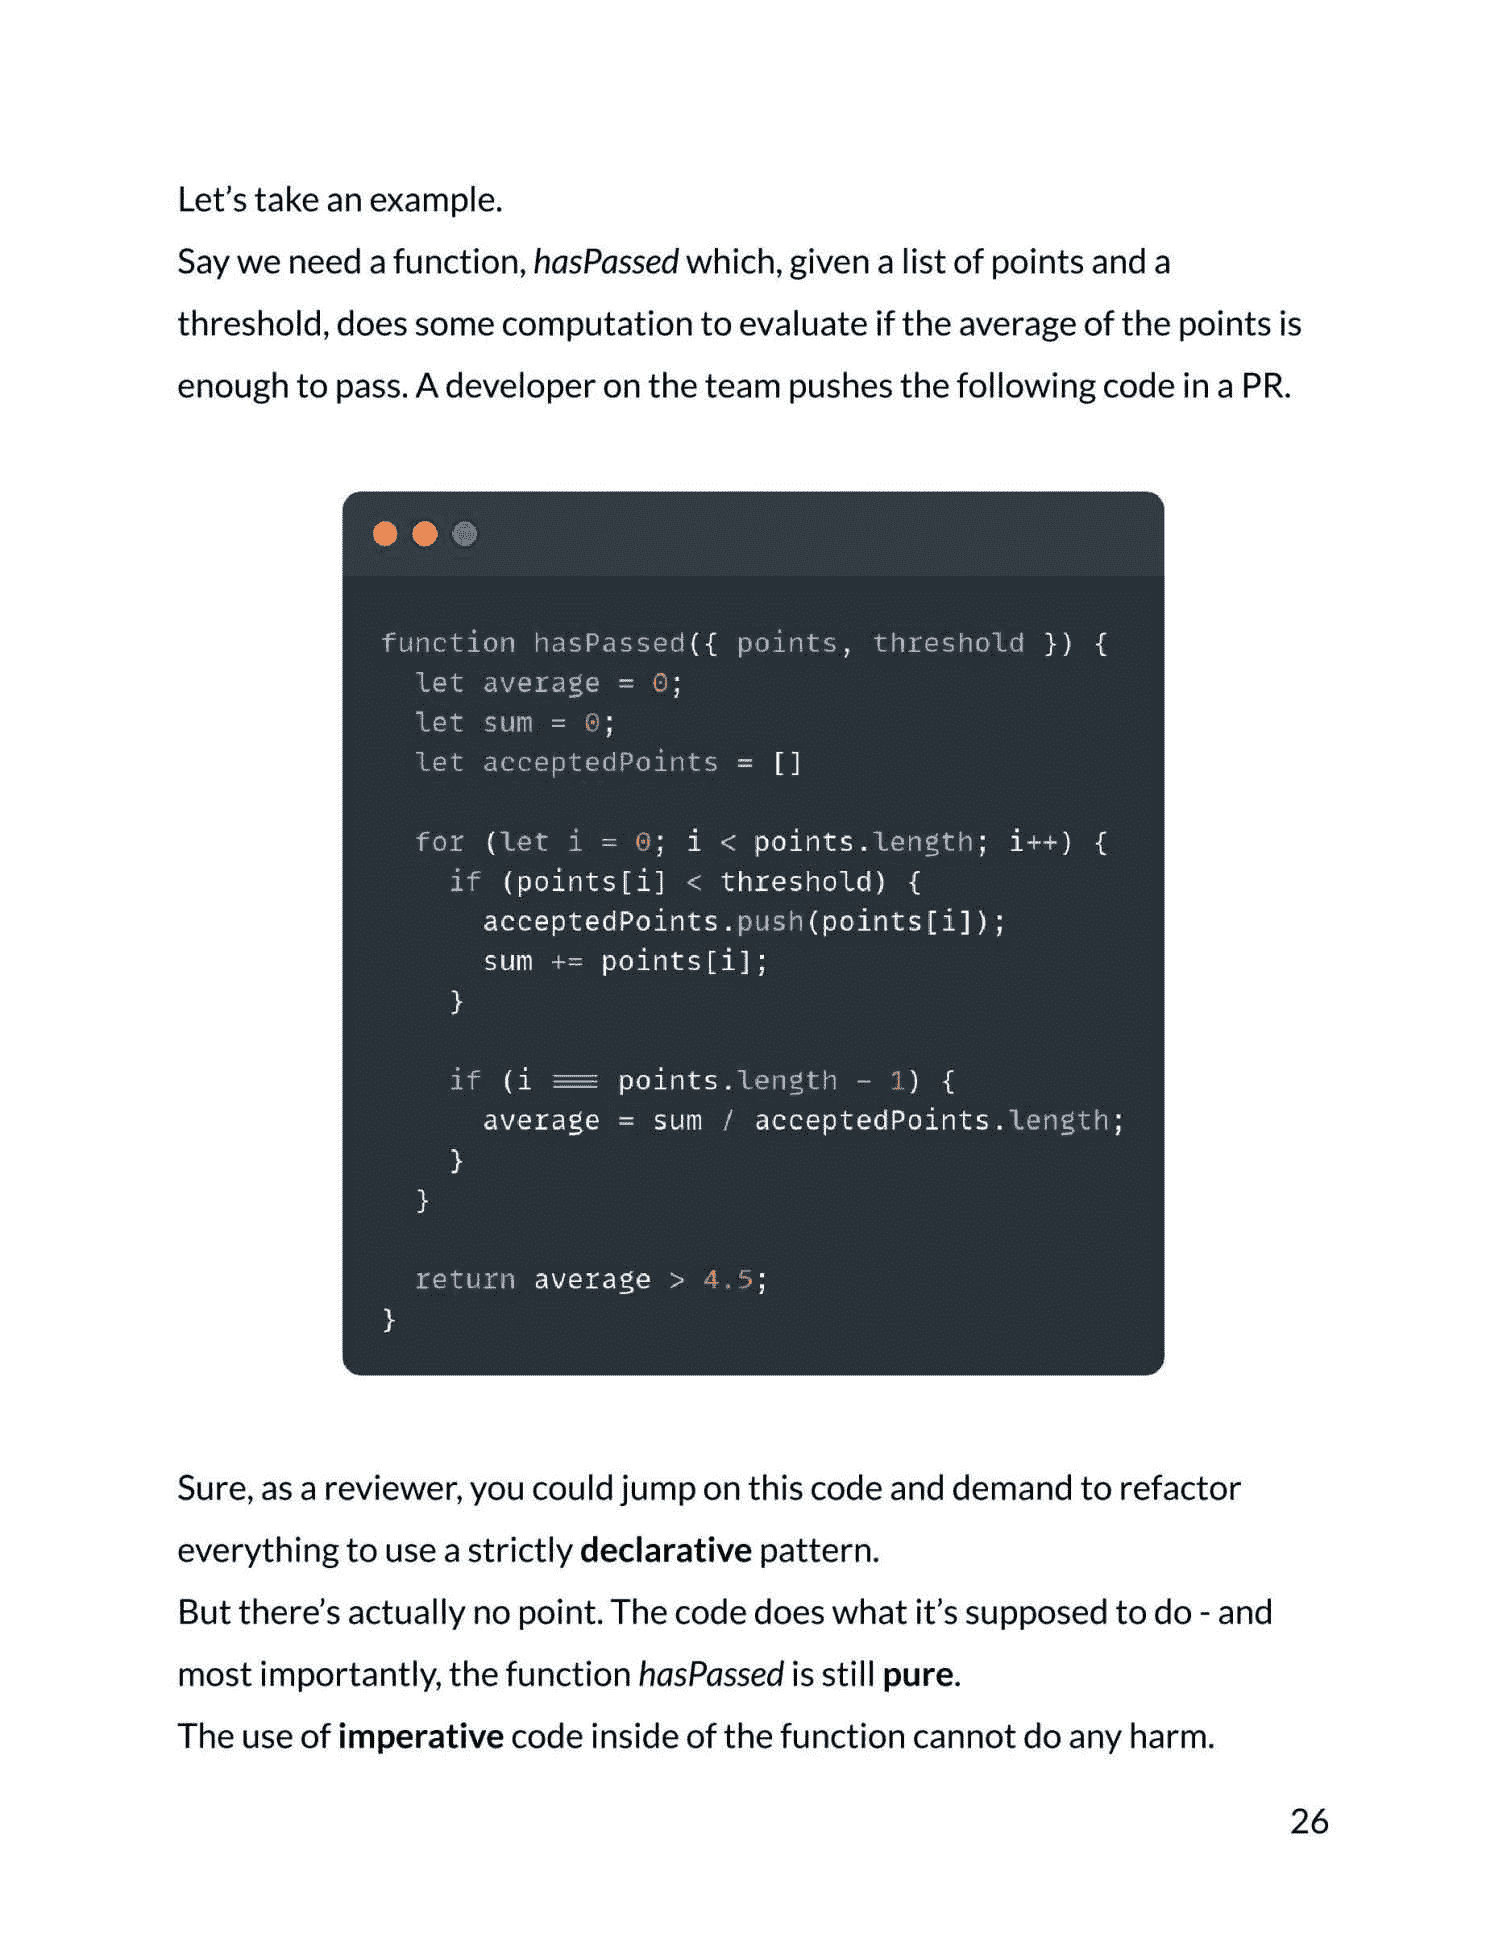 Let’s take an example.
Say we need a function, hasPassed which, given a list of points and a
threshold, does some computation to evaluate if the average of the points is
enough to pass. A developer on the team pushes the following code in a PR.
function hasPassed({ points, threshold }) {
  let average = 0;
  let sum = 0;
  let acceptedPoints = []
  for (let i = 0; i < points.length; i++) {
    if (points[i] < threshold) {
      acceptedPoints.push(points[i]);
      sum += points[i];
    }
    if (i === points.length - 1) {
      average = sum / acceptedPoints.length;
    }
  }
  return average > 4.5;
}
Sure, as a reviewer, you could jump on this code and demand to refactor
everything to use a strictly declarative pattern.
But there’s actually no point. The code does what it’s supposed to do - and
most importantly, the function hasPassed is still pure.
The use of imperative code inside of the function cannot do any harm.
26